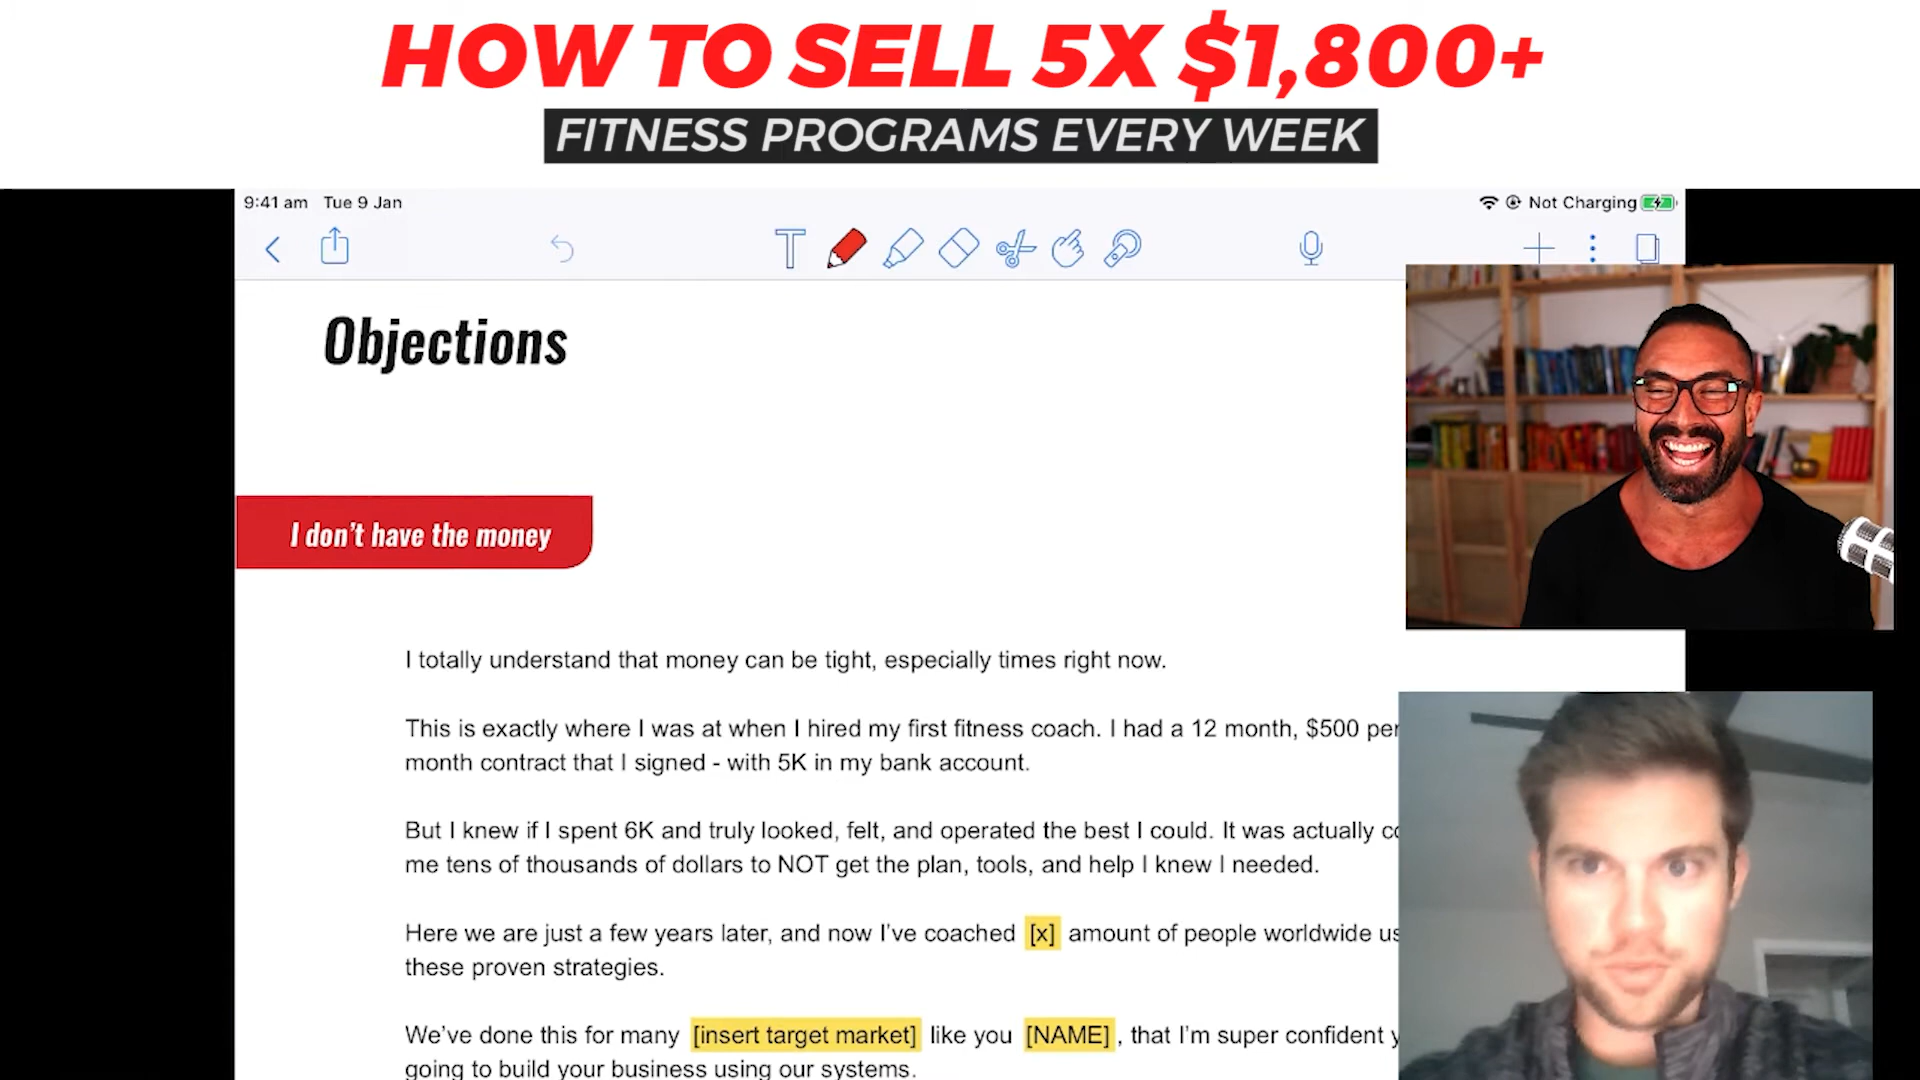 HOW TO SELL 5X $1,800+
FITNESS PROGRAMS EVERY WEEK
9:41 am Tue 9 Jan
Not Charging
Objections
I don't have the money
I totally understand that money can be tight, especially times right now.
This is exactly where I was at when I hired my first fitness coach. I had a 12 month, $500 per
month contract that I signed - with 5K in my bank account.
But I knew if I spent 6K and truly looked, felt, and operated the best I could. It was actually
me tens of thousands of dollars to NOT get the plan, tools, and help I knew I needed.
Here we are just a few years later, and now I've coached [x] amount of people worldwide
these proven strategies.
We've done this for many [insert target market] like you [NAME], that I'm super confident
going to build your business using our systems.